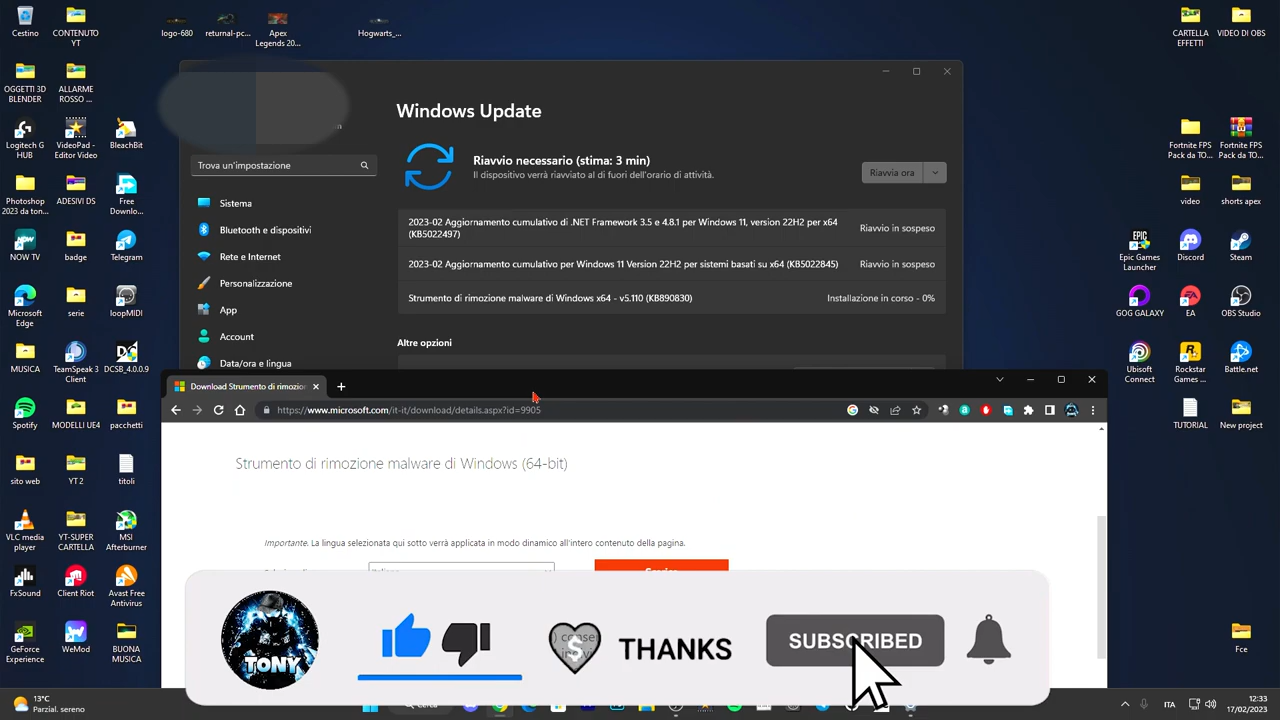 Cestino
CONTENUTO
YT
logo-680
returnal-pc...
Apex
Legends 20...
Hogwarts_...
CARTELLA
EFFETTI
VIDEO DI OBS
OGGETTI 3D
BLENDER
ALLARME
ROSSO ...
Logitech G
HUB
VideoPad -
Editor Video
BleachBit
Photoshop
2023 da ton...
ADESIVI DS
Free
Downlo...
NOW TV
badge
Telegram
Microsoft
Edge
serie
loopMIDI
MUSICA
TeamSpeak 3
Client
DCSB_4.0.0.9
Spotify
MODELLI UE4
pacchetti
sito web
YT 2
titoli
VLC media
player
YT-SUPER
CARTELLA
MSI
Afterburner
FxSound
Client Riot
Avast Free
Antivirus
GeForce
Experience
WeMod
BUONA
MUSICA
Windows Update
Riavvio necessario (stima: 3 min)
Il dispositivo verrà riavviato al di fuori dell'orario di attività.
Riavvia ora
Trova un'impostazione
Sistema
Bluetooth e dispositivi
Rete e Internet
Personalizzazione
App
Account
Data/ora e lingua
2023-02 Aggiornamento cumulativo di .NET Framework 3.5 e 4.8.1 per Windows 11, version 22H2 per x64
(KB5022497)
Riavvio in sospeso
2023-02 Aggiornamento cumulativo per Windows 11 Version 22H2 per sistemi basati su x64 (KB5022845)
Riavvio in sospeso
Strumento di rimozione malware di Windows x64 - v5.110 (KB890830)
Installazione in corso - 0%
Altre opzioni
Download Strumento di rimozion
https://www.microsoft.com/it-it/download/details.aspx?id=9905
Strumento di rimozione malware di Windows (64-bit)
Importante. La lingua selezionata qui sotto verrà applicata in modo dinamico all'intero contenuto della pagina.
TONY
THANKS
SUBSCRIBED
Fortnite FPS
Pack da TO...
Fortnite FPS
Pack da TO...
video
shorts apex
Epic Games
Launcher
Discord
Steam
GOG GALAXY
EA
OBS Studio
Ubisoft
Connect
Rockstar
Games ...
Battle.net
TUTORIAL
New project
Fce
13°C
Parzial. sereno
Cerca
ITA
12:33
17/02/2023